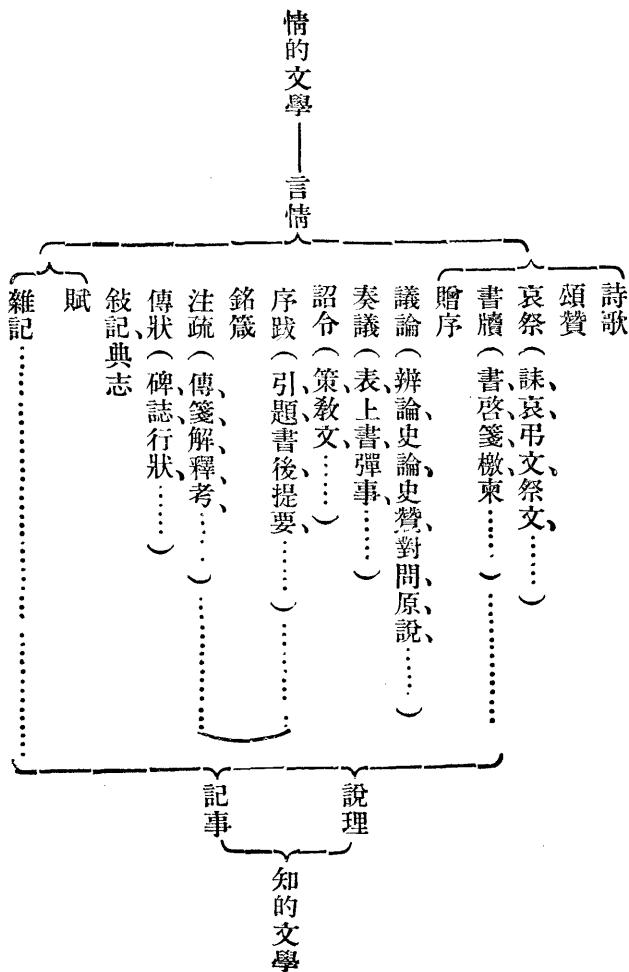 情的文學——言情
詩歌
頌贊
哀祭(誄、哀、弔文、祭文、……)
書牘(書、啓、箋、檄、柬……)…………
贈序
議論(辨、論、史論、史贊、對問、原、說、……)
奏議(表、上書、彈事、……)
詔令(策、教、文、……)
序跋(引、題、書後、提要、……)……
銘箴
注疏(傳、箋、解、釋、考、……)…………
傳狀(碑、誌、行狀、……)
敍記典志
賦
雜記………………………………
說理
記事
知的文學